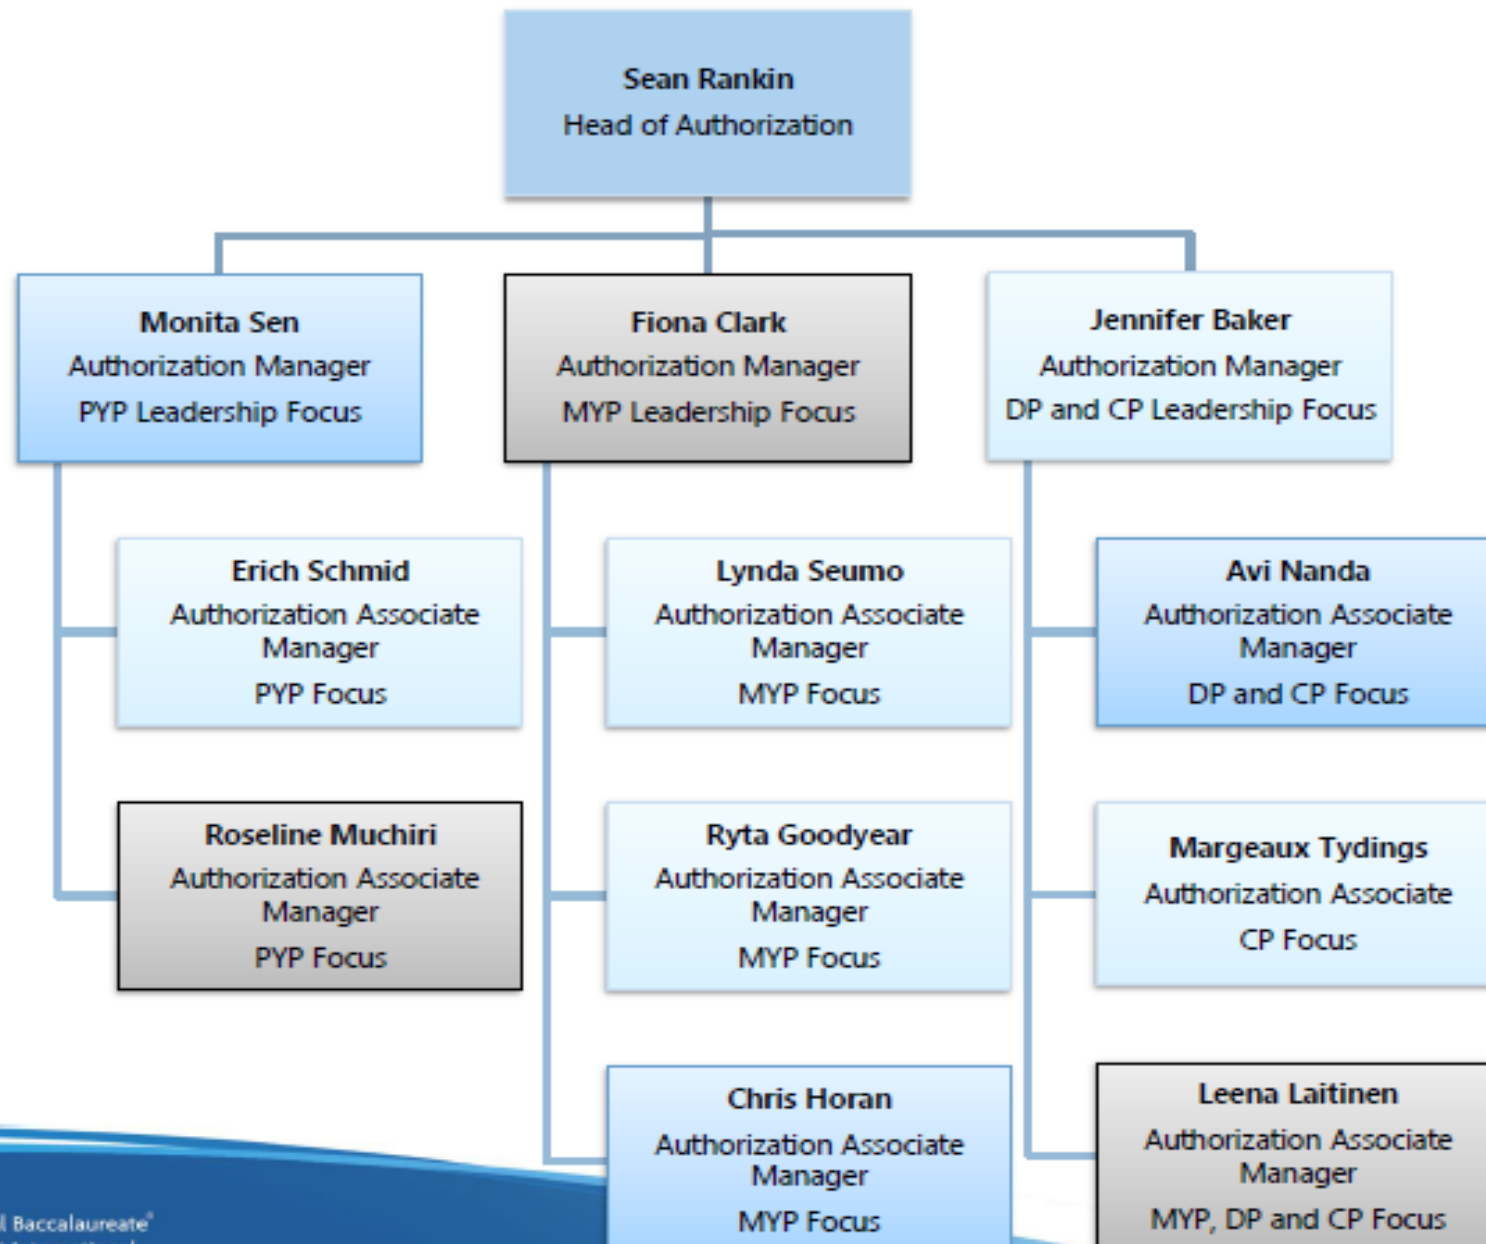 Sean Rankin
Head of Authorization
Monita Sen
Authorization Manager
PYP Leadership Focus
Fiona Clark
Authorization Manager
MYP Leadership Focus
Jennifer Baker
Authorization Manager
DP and CP Leadership Focus
Erich Schmid
Authorization Associate
Manager
PYP Focus
Roseline Muchiri
Authorization Associate
Manager
PYP Focus
Lynda Seumo
Authorization Associate
Manager
MYP Focus
Ryta Goodyear
Authorization Associate
Manager
MYP Focus
Chris Horan
Authorization Associate
Manager
MYP Focus
Avi Nanda
Authorization Associate
Manager
DP and CP Focus
Margeaux Tydings
Authorization Associate
CP Focus
Leena Laitinen
Authorization Associate
Manager
MYP, DP and CP Focus
l Baccalaureate®